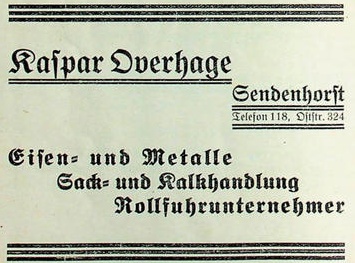 Kaspar Overhage
Sendenhorst
Telefon 118, Oststr. 324
Eisen- und Metalle
Sack- und Kalkhandlung
Rollfuhrunternehmer